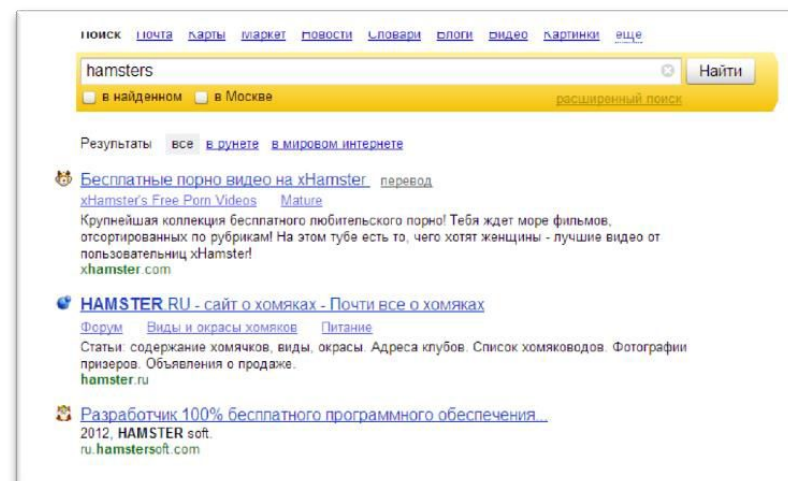 Поиск Почта Карты Маркет Новости Словари Блоги Видео Картинки еще
hamsters Найти
в найденном в Москве расширенный поиск
Результаты все в рунете в мировом интернете
Бесплатные порно видео на xHamster перевод
xHamster's Free Porn Videos Mature
Крупнейшая коллекция бесплатного любительского порно! Тебя ждет море фильмов,
отсортированных по рубрикам! На этом тубе есть то, чего хотят женщины - лучшие видео от
пользовательниц xHamster!
xhamster.com
HAMSTER.RU - сайт о хомяках - Почти все о хомяках
Форум Виды и окрасы хомяков Питание
Статьи: содержание хомячков, виды, окрасы. Адреса клубов. Список хомяководов. Фотографии
призеров. Объявления о продаже.
hamster.ru
Разработчик 100% бесплатного программного обеспечения...
2012, HAMSTER soft.
ru.hamstersoft.com